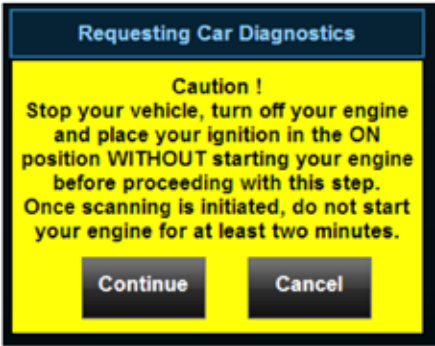 Requesting Car Diagnostics
Caution !
Stop your vehicle, turn off your engine
and place your ignition in the ON
position WITHOUT starting your engine
before proceeding with this step.
Once scanning is initiated, do not start
your engine for at least two minutes.
Continue
Cancel